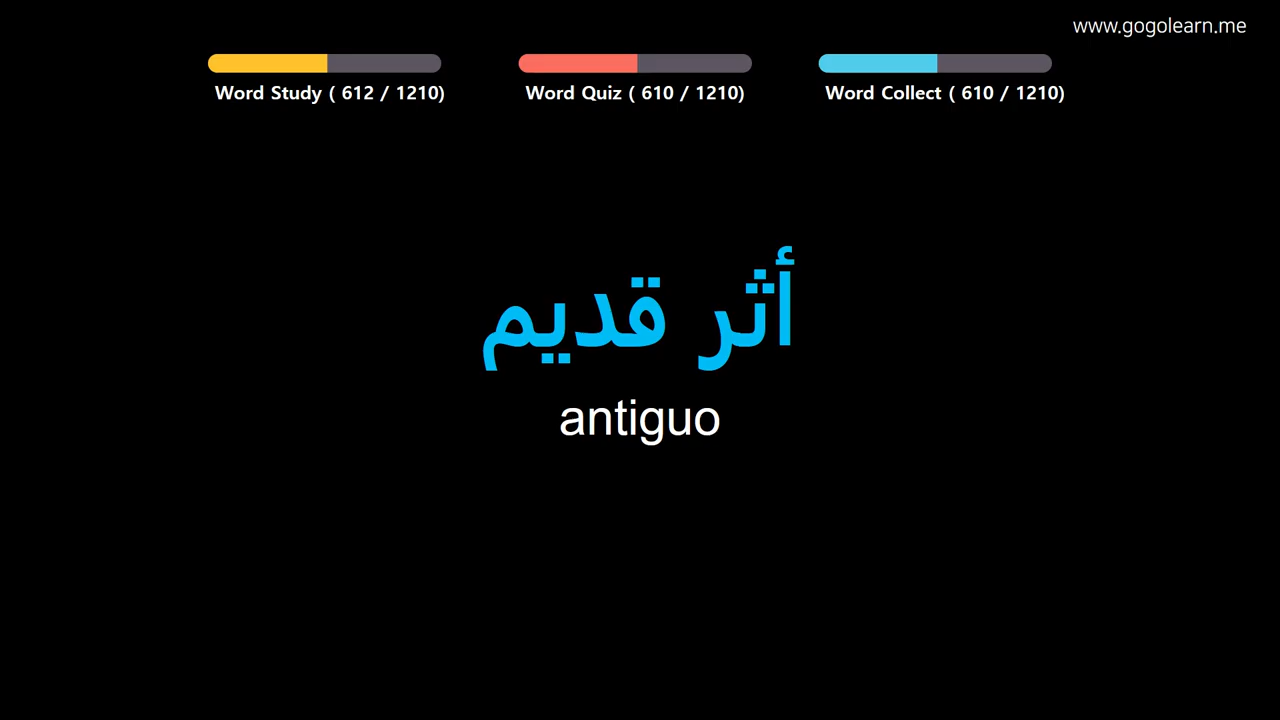 www.gogolearn.me
Word Study ( 612 / 1210)
Word Quiz ( 610 / 1210)
Word Collect ( 610 / 1210)
أثر قديم
antiguo